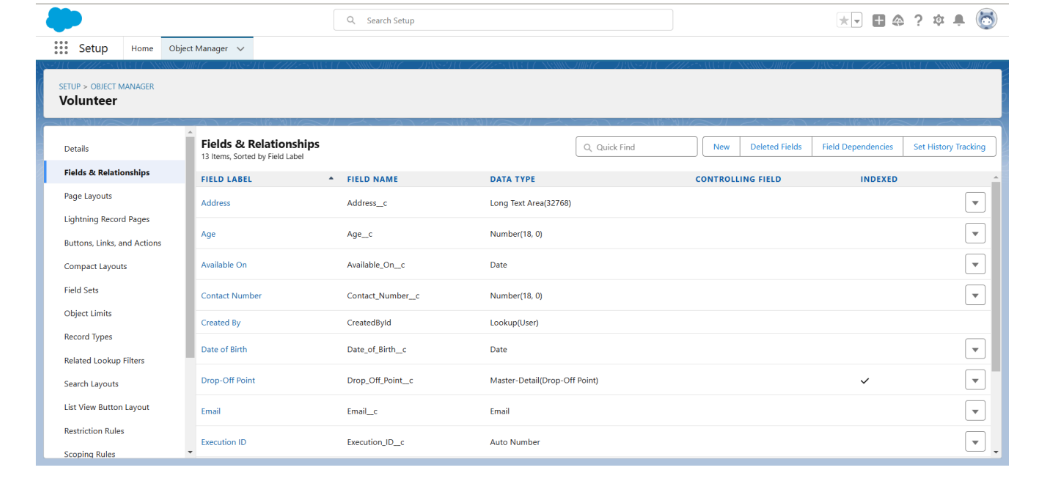 Search Setup
Setup Home Object Manager
SETUP > OBJECT MANAGER
Volunteer
Details
Fields & Relationships
Page Layouts
Lightning Record Pages
Buttons, Links, and Actions
Compact Layouts
Field Sets
Object Limits
Record Types
Related Lookup Filters
Search Layouts
List View Button Layout
Restriction Rules
Scoping Rules
Fields & Relationships
13 Items, Sorted by Field Label
Quick Find New Deleted Fields Field Dependencies Set History Tracking
FIELD LABEL FIELD NAME DATA TYPE CONTROLLING FIELD INDEXED
Address Address__c Long Text Area(32768)
Age Age__c Number(18, 0)
Available On Available_On__c Date
Contact Number Contact_Number__c Number(18, 0)
Created By CreatedById Lookup(User)
Date of Birth Date_of_Birth__c Date
Drop-Off Point Drop_Off_Point__c Master-Detail(Drop-Off Point)
Email Email__c Email
Execution ID Execution_ID__c Auto Number